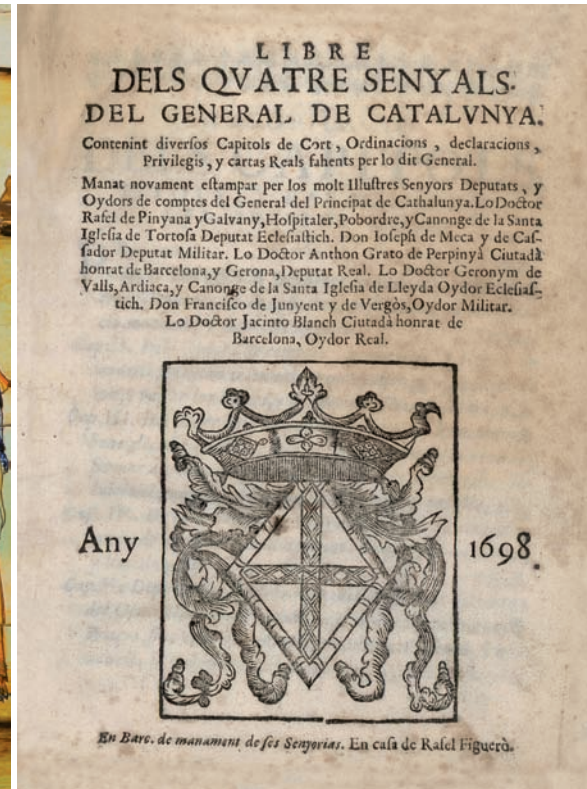 LIBRE
DELS QVATRE SENYALS.
DEL GENERAL DE CATALVNYA.
Contenint diverſos Capitols de Cort, Ordinacions, declaracions,
Privilegis, y cartas Reals fahents per lo dit General.
Manat novament eſtampar per los molt Illuſtres Senyors Deputats, y
Oydors de comptes del General del Principat de Cathalunya. Lo Doctor
Rafel de Pinyana y Galvany, Hoſpitaler, Pobordre, y Canonge de la Santa
Igleſia de Tortoſa Deputat Ecleſiaſtich. Don Ioſeph de Meca y de Caſ-
ſador Deputat Militar. Lo Doctor Anthon Grato de Perpinyà Ciutadà
honrat de Barcelona, y Gerona, Deputat Real. Lo Doctor Geronym de
Valls, Ardiaca, y Canonge de la Santa Igleſia de Lleyda Oydor Ecleſiaſ-
tich. Don Franciſco de Junyent y de Vergòs, Oydor Militar.
Lo Doctor Jacinto Blanch Ciutadà honrat de
Barcelona, Oydor Real.
Any 1698.
En Barc. de manament de ſes Senyorias. En caſa de Rafel Figuerò.